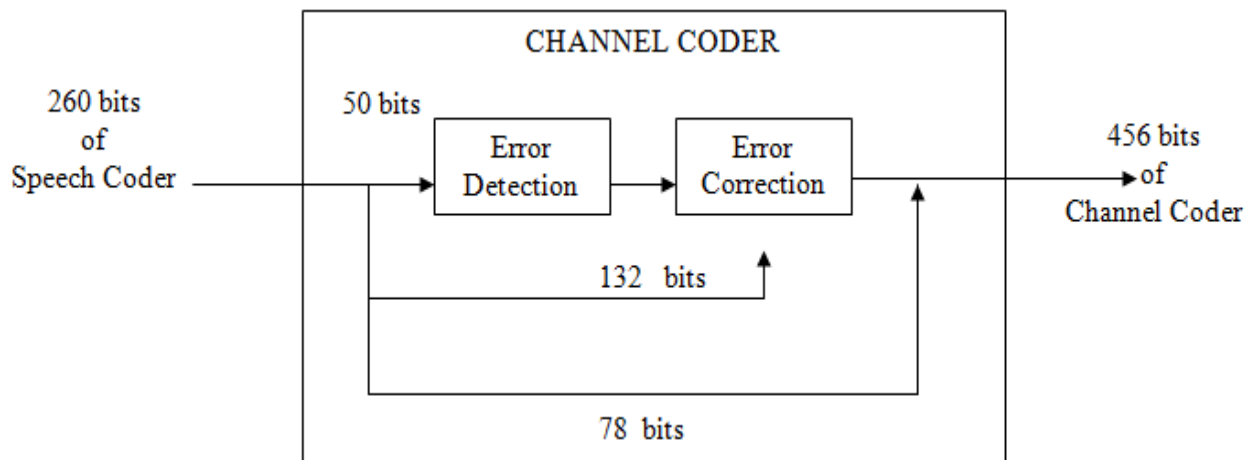 CHANNEL CODER
260 bits
of
Speech Coder
50 bits
Error
Detection
Error
Correction
456 bits
of
Channel Coder
132 bits
78 bits